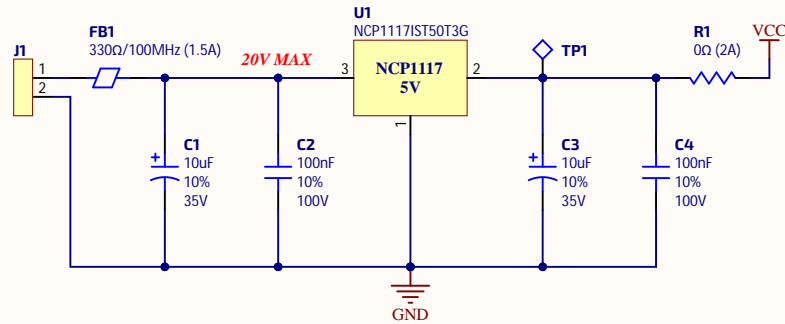 J1
1
2
FB1
330Ω/100MHz (1.5A)
20V MAX
U1
NCP1117IST50T3G
3
NCP1117
5V
2
1
TP1
R1
0Ω (2A)
VCC
C1
10uF
10%
35V
C2
100nF
10%
100V
C3
10uF
10%
35V
C4
100nF
10%
100V
+
+
GND